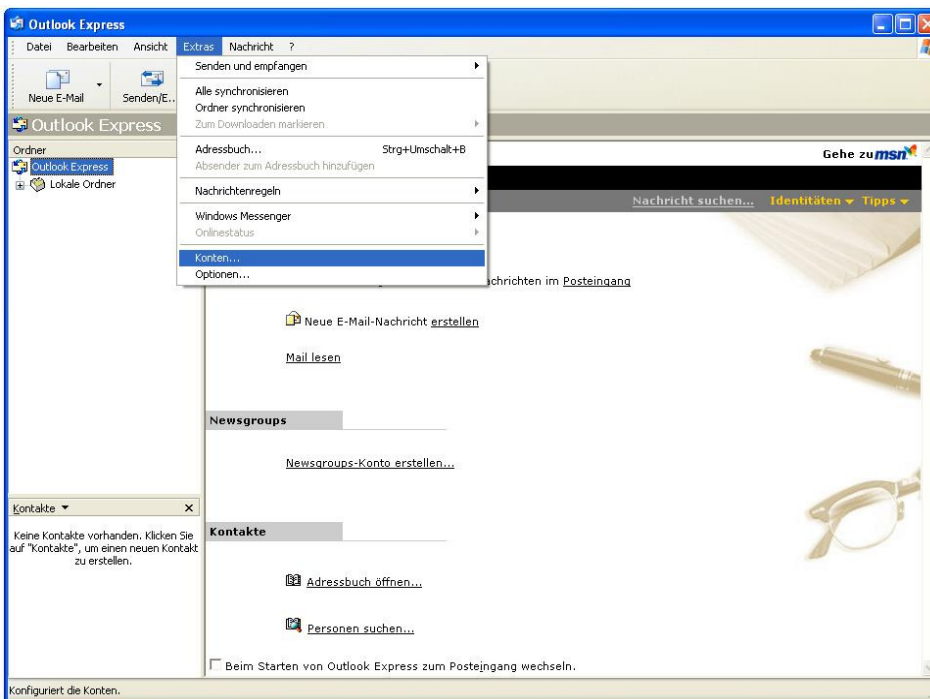 Outlook Express
Datei Bearbeiten Ansicht Extras Nachricht ?
Neue E-Mail Senden/E..
Senden und empfangen
Alle synchronisieren
Ordner synchronisieren
Zum Downloaden markieren
Adressbuch... Strg+Umschalt+B
Absender zum Adressbuch hinzufügen
Nachrichtenregeln
Windows Messenger
Onlinestatus
Konten...
Optionen...
Outlook Express
Ordner
Outlook Express
Lokale Ordner
Gehe zu msn
Nachricht suchen... Identitäten Tipps
achrichten im Posteingang
Neue E-Mail-Nachricht erstellen
Mail lesen
Newsgroups
Newsgroups-Konto erstellen...
Kontakte
Keine Kontakte vorhanden. Klicken Sie
auf "Kontakte", um einen neuen Kontakt
zu erstellen.
Kontakte
Adressbuch öffnen...
Personen suchen...
Beim Starten von Outlook Express zum Posteingang wechseln.
Konfiguriert die Konten.